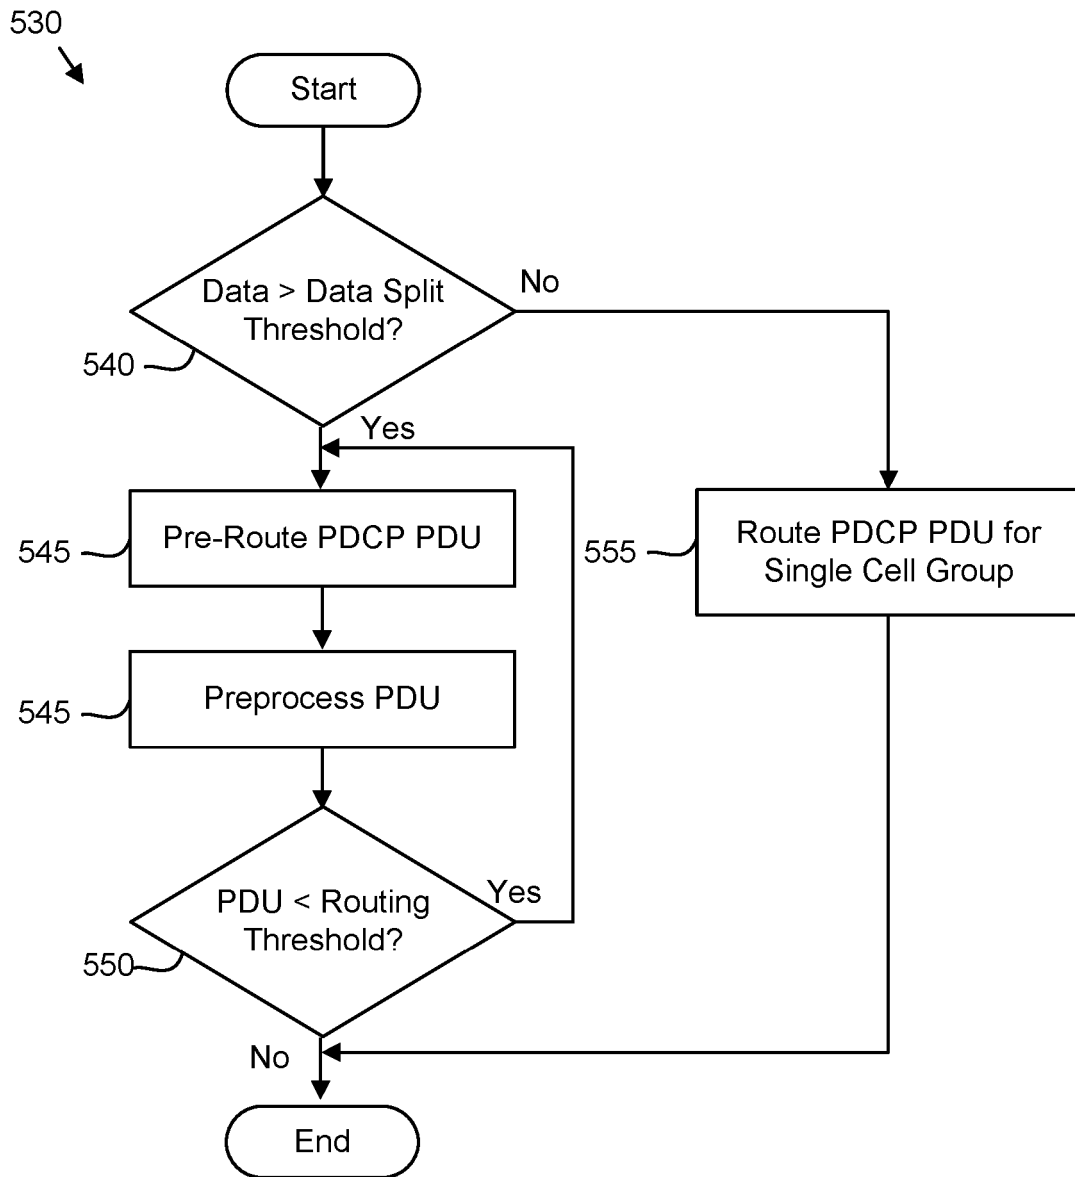 530
Start
Data > Data Split
Threshold?
No
540
Yes
Pre-Route PDCP PDU
545
Route PDCP PDU for
Single Cell Group
555
Preprocess PDU
545
PDU < Routing
Threshold?
Yes
550
No
End